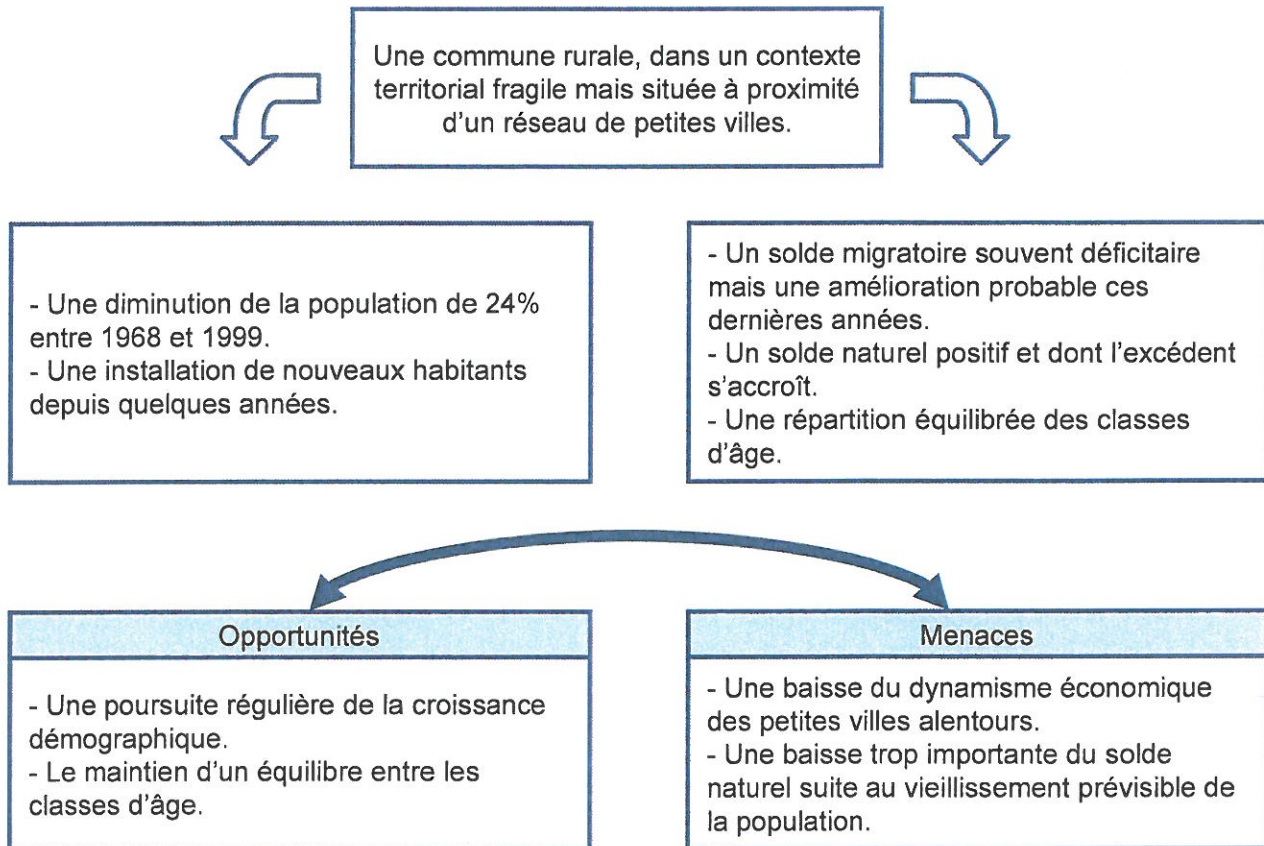 Une commune rurale, dans un contexte
territorial fragile mais située à proximité
d'un réseau de petites villes.
- Une diminution de la population de 24%
entre 1968 et 1999.
- Une installation de nouveaux habitants
depuis quelques années.
- Un solde migratoire souvent déficitaire
mais une amélioration probable ces
dernières années.
- Un solde naturel positif et dont l'excédent
s'accroît.
- Une répartition équilibrée des classes
d'âge.
Opportunités
- Une poursuite régulière de la croissance
démographique.
- Le maintien d'un équilibre entre les
classes d'âge.
Menaces
- Une baisse du dynamisme économique
des petites villes alentours.
- Une baisse trop importante du solde
naturel suite au vieillissement prévisible de
la population.